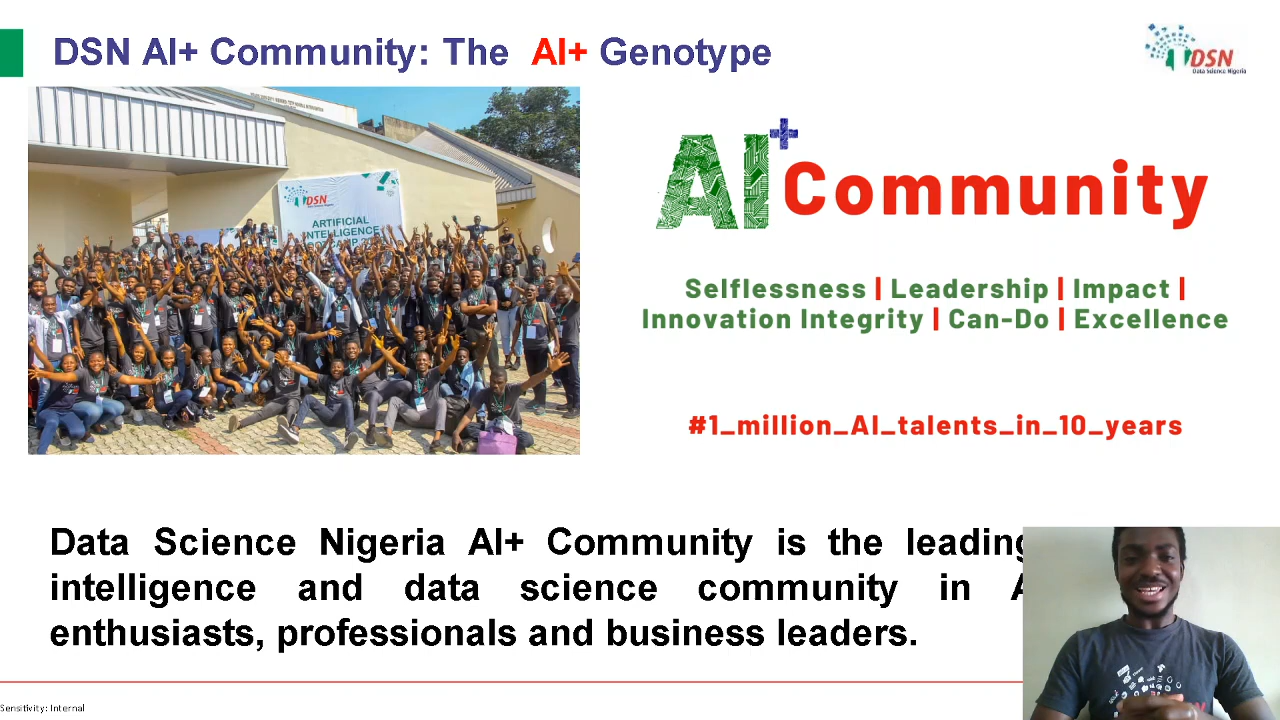 DSN AI+ Community: The AI+ Genotype
DSN
Data Science Nigeria
DSN
ARTIFICIAL
INTELLIGENCE
AI+ Community
Selflessness | Leadership | Impact |
Innovation Integrity | Can-Do | Excellence
#1_million_AI_talents_in_10_years
Data Science Nigeria AI+ Community is the leading
intelligence and data science community in
enthusiasts, professionals and business leaders.
Sensitivity: Internal